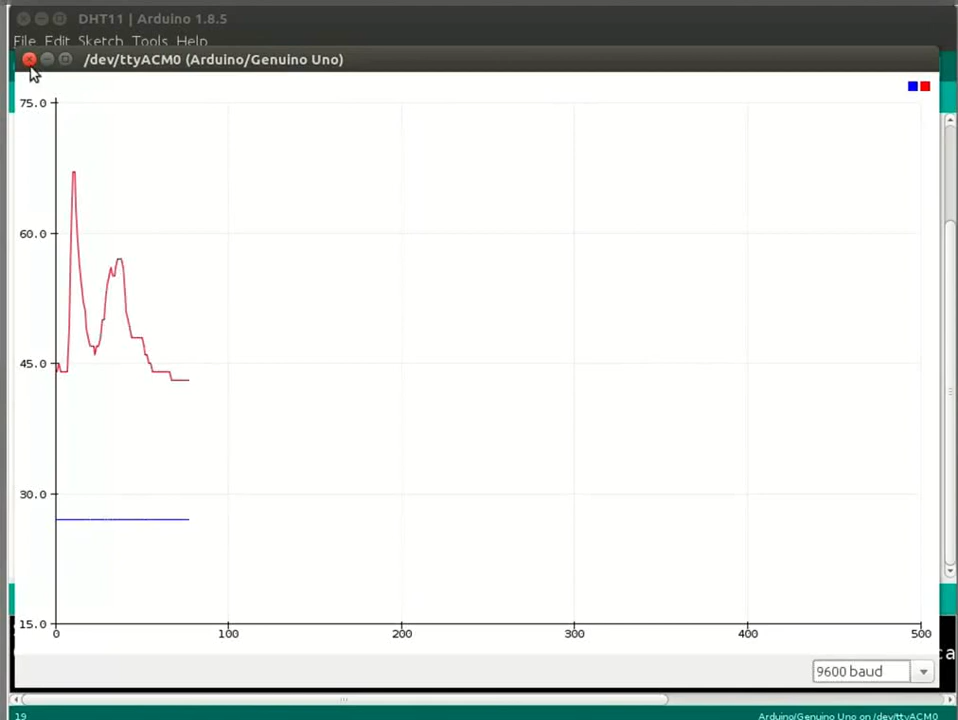 DHT11 | Arduino 1.8.5
File Edit Sketch Tools Help
/dev/ttyACM0 (Arduino/Genuino Uno)
75.0
60.0
45.0
30.0
15.0
0 100 200 300 400 500
9600 baud
ca
19 Arduino/Genuino Uno on /dev/ttyACM0